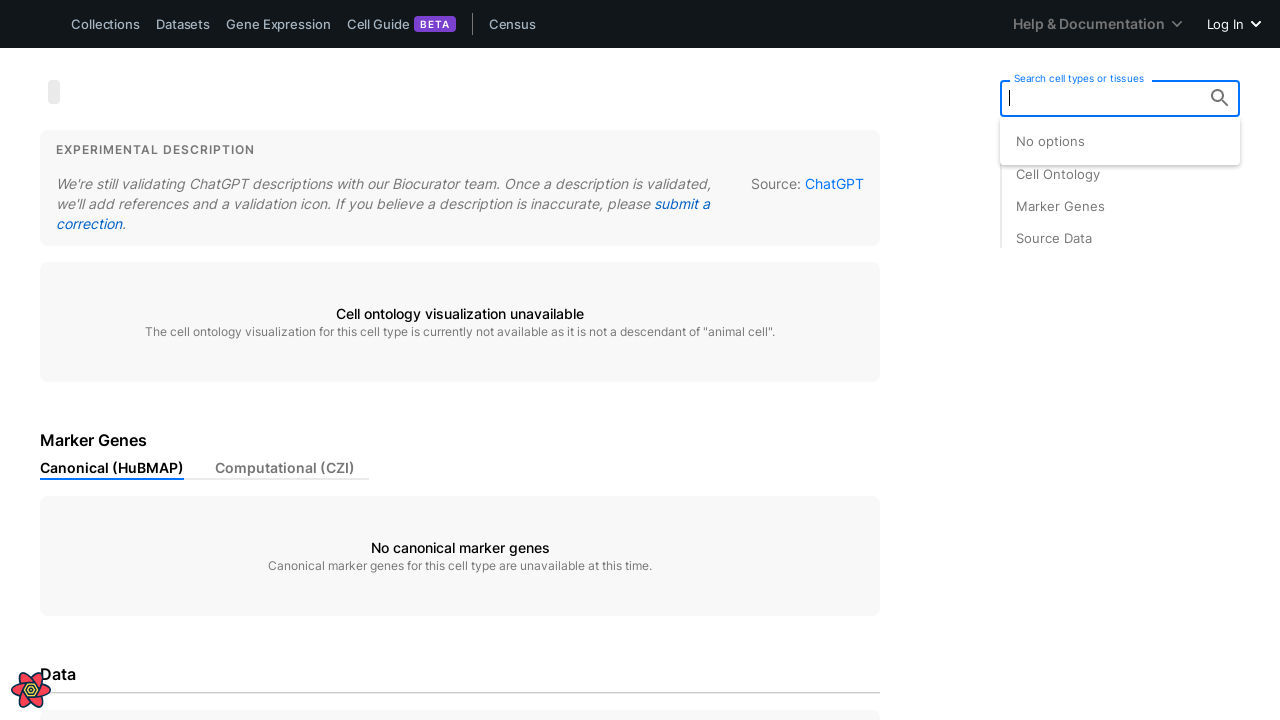 Collections Datasets Gene Expression Cell Guide BETA Census Help & Documentation Log In
Search cell types or tissues
No options
Cell Ontology
Marker Genes
Source Data
EXPERIMENTAL DESCRIPTION
We're still validating ChatGPT descriptions with our Biocurator team. Once a description is validated,
we'll add references and a validation icon. If you believe a description is inaccurate, please submit a
correction.
Source: ChatGPT
Cell ontology visualization unavailable
The cell ontology visualization for this cell type is currently not available as it is not a descendant of "animal cell".
Marker Genes
Canonical (HuBMAP) Computational (CZI)
No canonical marker genes
Canonical marker genes for this cell type are unavailable at this time.
Data